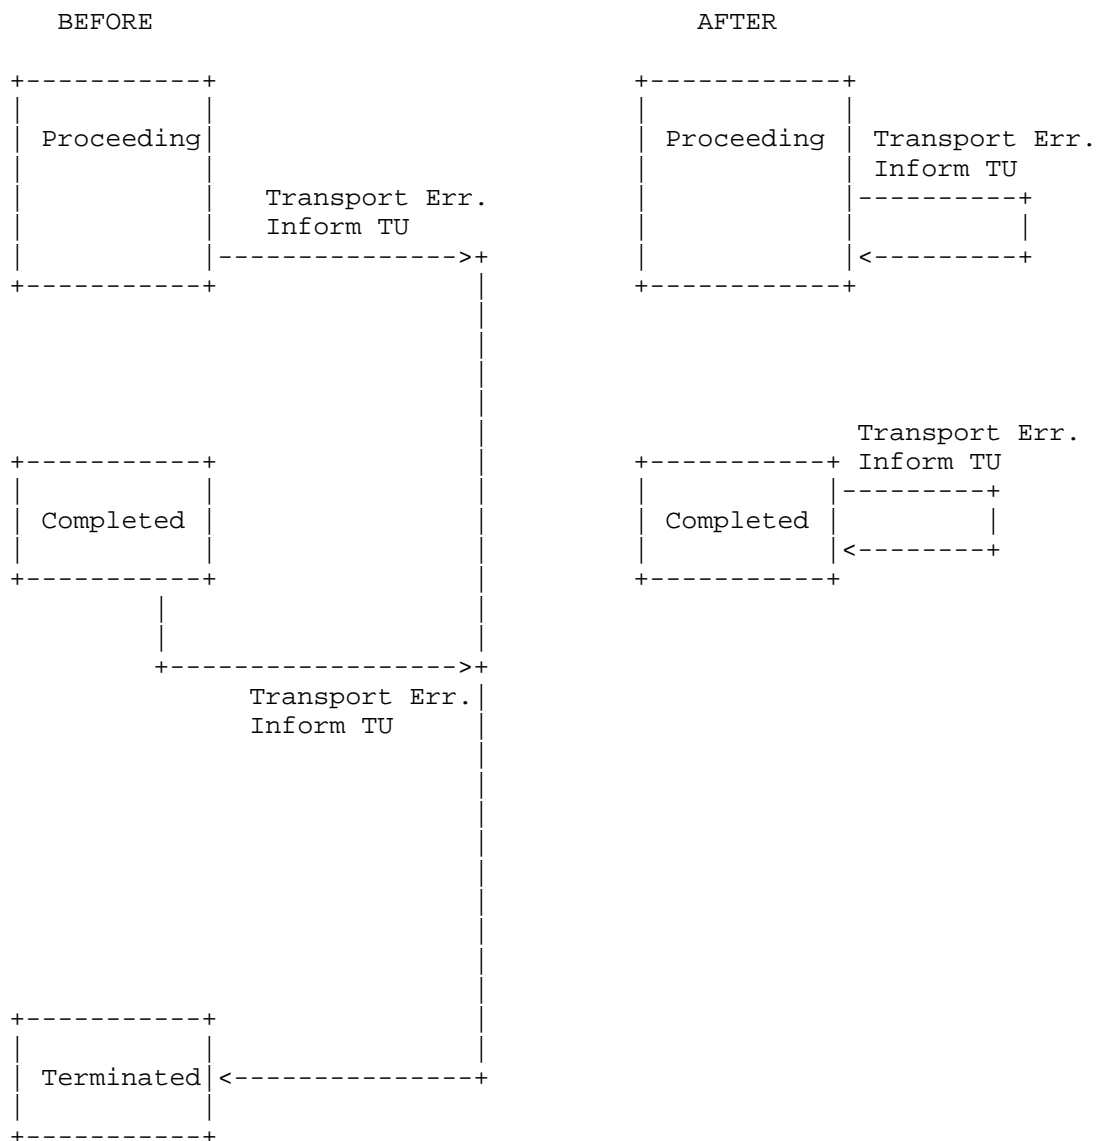 BEFORE AFTER
Proceeding Proceeding Transport Err.
Inform TU
Transport Err.
Inform TU
Transport Err.
Inform TU
Completed Completed
Transport Err.
Inform TU
Terminated